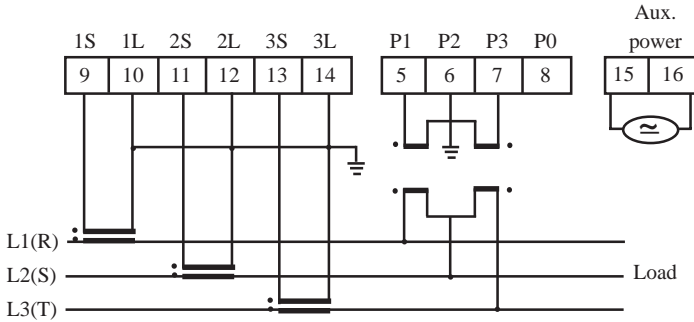 Aux.
1S 1L 2S 2L 3S 3L P1 P2 P3 P0 power
9 10 11 12 13 14 5 6 7 8 15 16
L1(R)
L2(S) Load
L3(T)